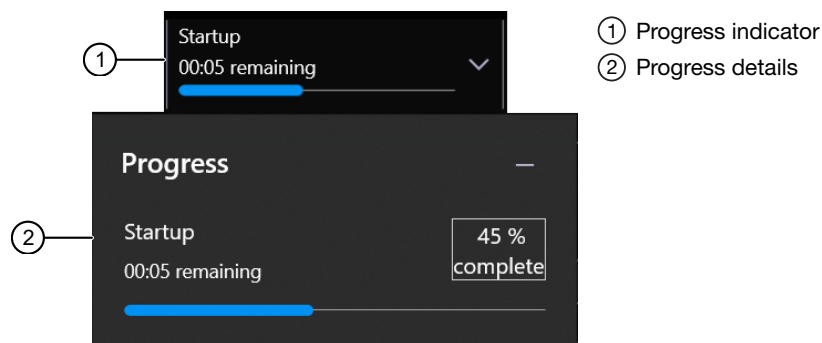 Startup
00:05 remaining
1
Progress
Startup
00:05 remaining
45 %
complete
2
1 Progress indicator
2 Progress details